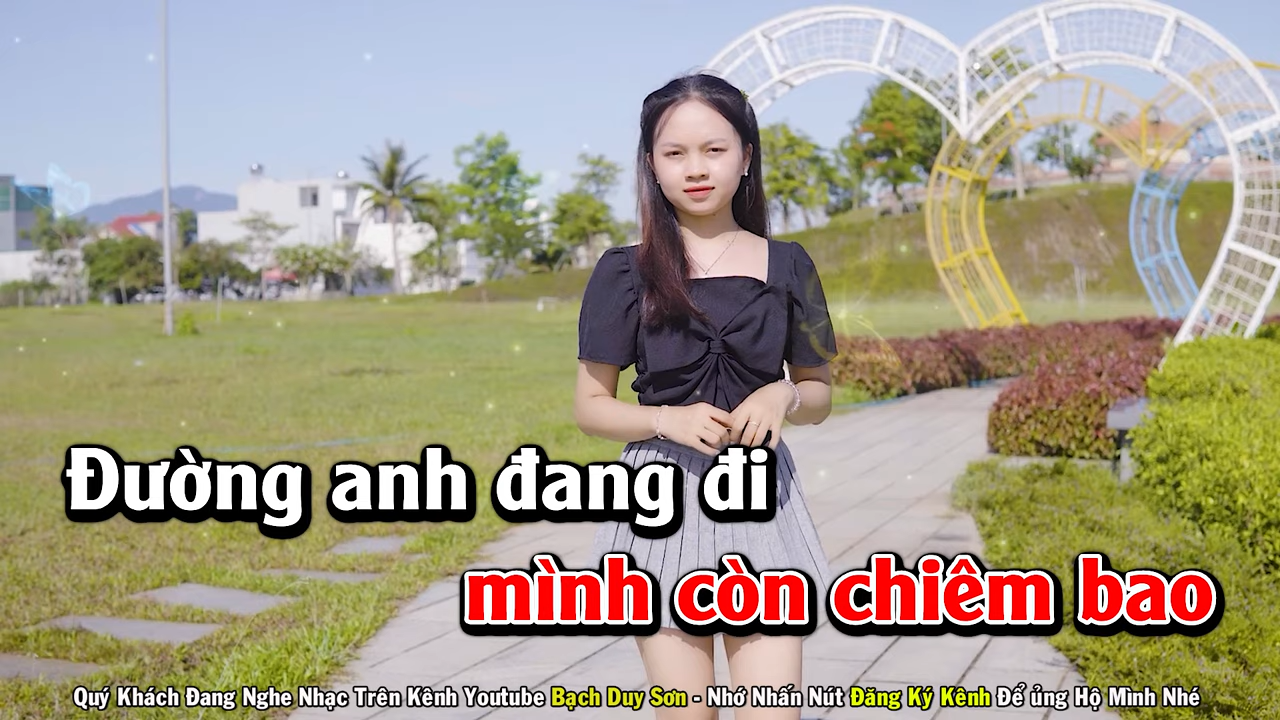 Đường anh đang đi
mình còn chiêm bao
Quý Khách Đang Nghe Nhạc Trên Kênh Youtube Bạch Duy Sơn - Nhớ Nhấn Nút Đăng Ký Kênh Để ủng Hộ Mình Nhé